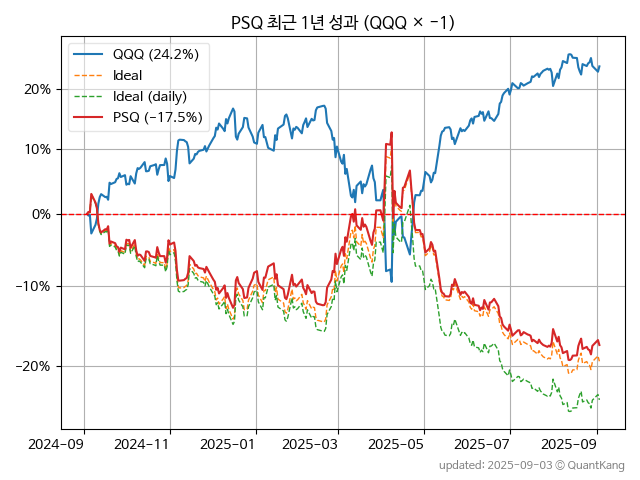 PSQ 최근 1년 성과 (QQQ × −1)
QQQ (24.2%)
Ideal
Ideal (daily)
PSQ (−17.5%)
20%
10%
0%
−10%
−20%
2024−09
2024−11
2025−01
2025−03
2025−05
2025−07
2025−09
updated: 2025−09−03 © QuantKang